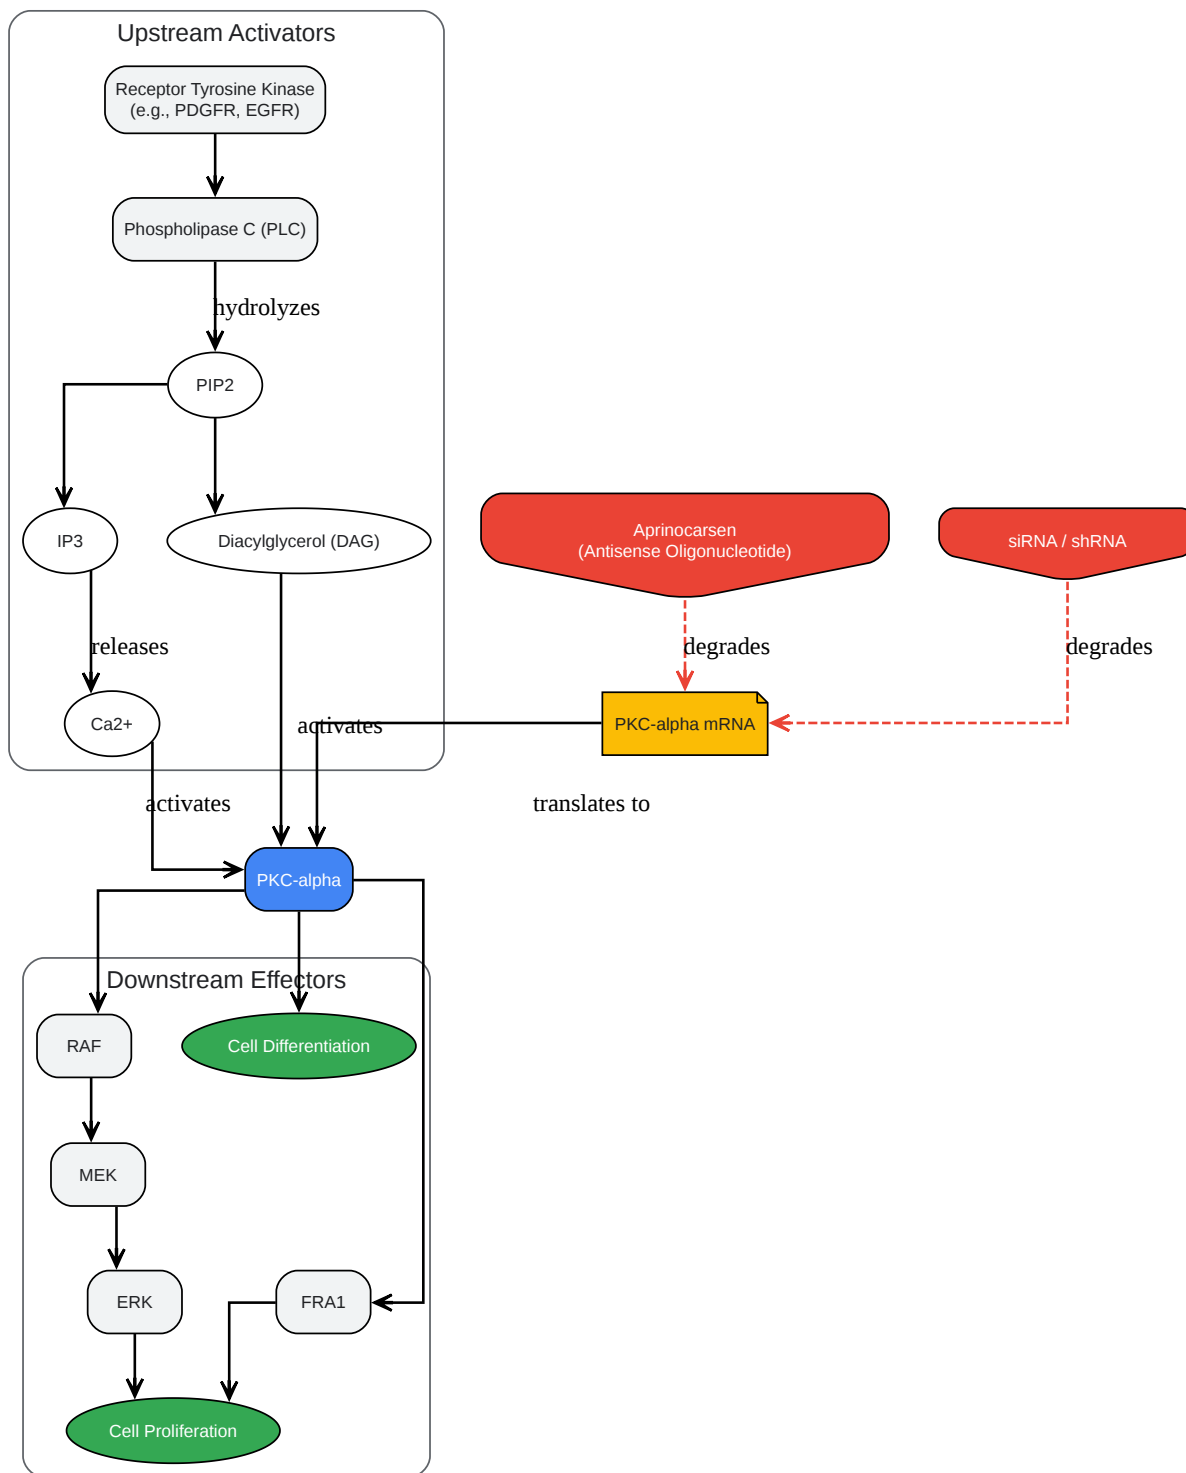 Upstream Activators
Receptor Tyrosine Kinase
(e.g., PDGFR, EGFR)
Phospholipase C (PLC)
hydrolyzes
PIP2
IP3
Diacylglycerol (DAG)
Aprinocarsen
(Antisense Oligonucleotide)
siRNA / shRNA
releases
degrades
degrades
Ca2+
activates
PKC-alpha mRNA
activates
translates to
PKC-alpha
Downstream Effectors
RAF
Cell Differentiation
MEK
ERK
FRA1
Cell Proliferation